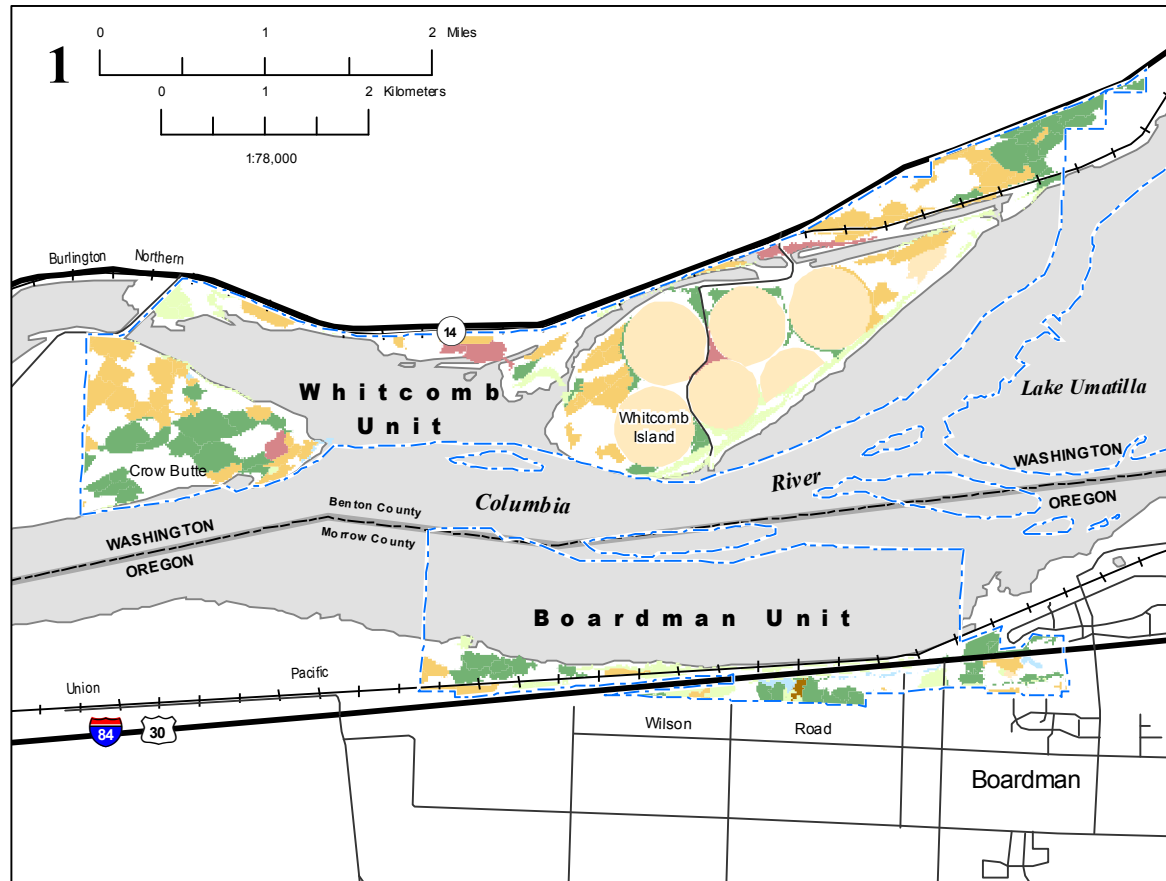 1
0 1 2 Miles
0 1 2 Kilometers
1:78,000
Burlington Northern
14
Whitcomb
Unit
Whitcomb
Island
Lake Umatilla
Crow Butte
Columbia River
WASHINGTON
OREGON
Benton County
Morrow County
WASHINGTON
OREGON
Boardman Unit
Union Pacific
84
30
Wilson Road
Boardman